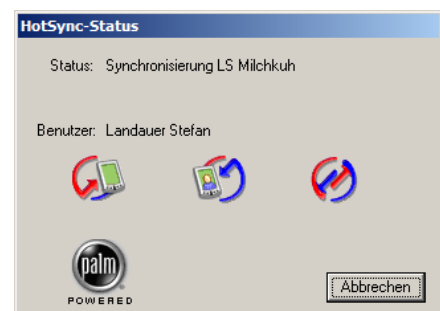 HotSync-Status
Status: Synchronisierung LS Milchkuh
Benutzer: Landauer Stefan
palm
POWERED
Abbrechen